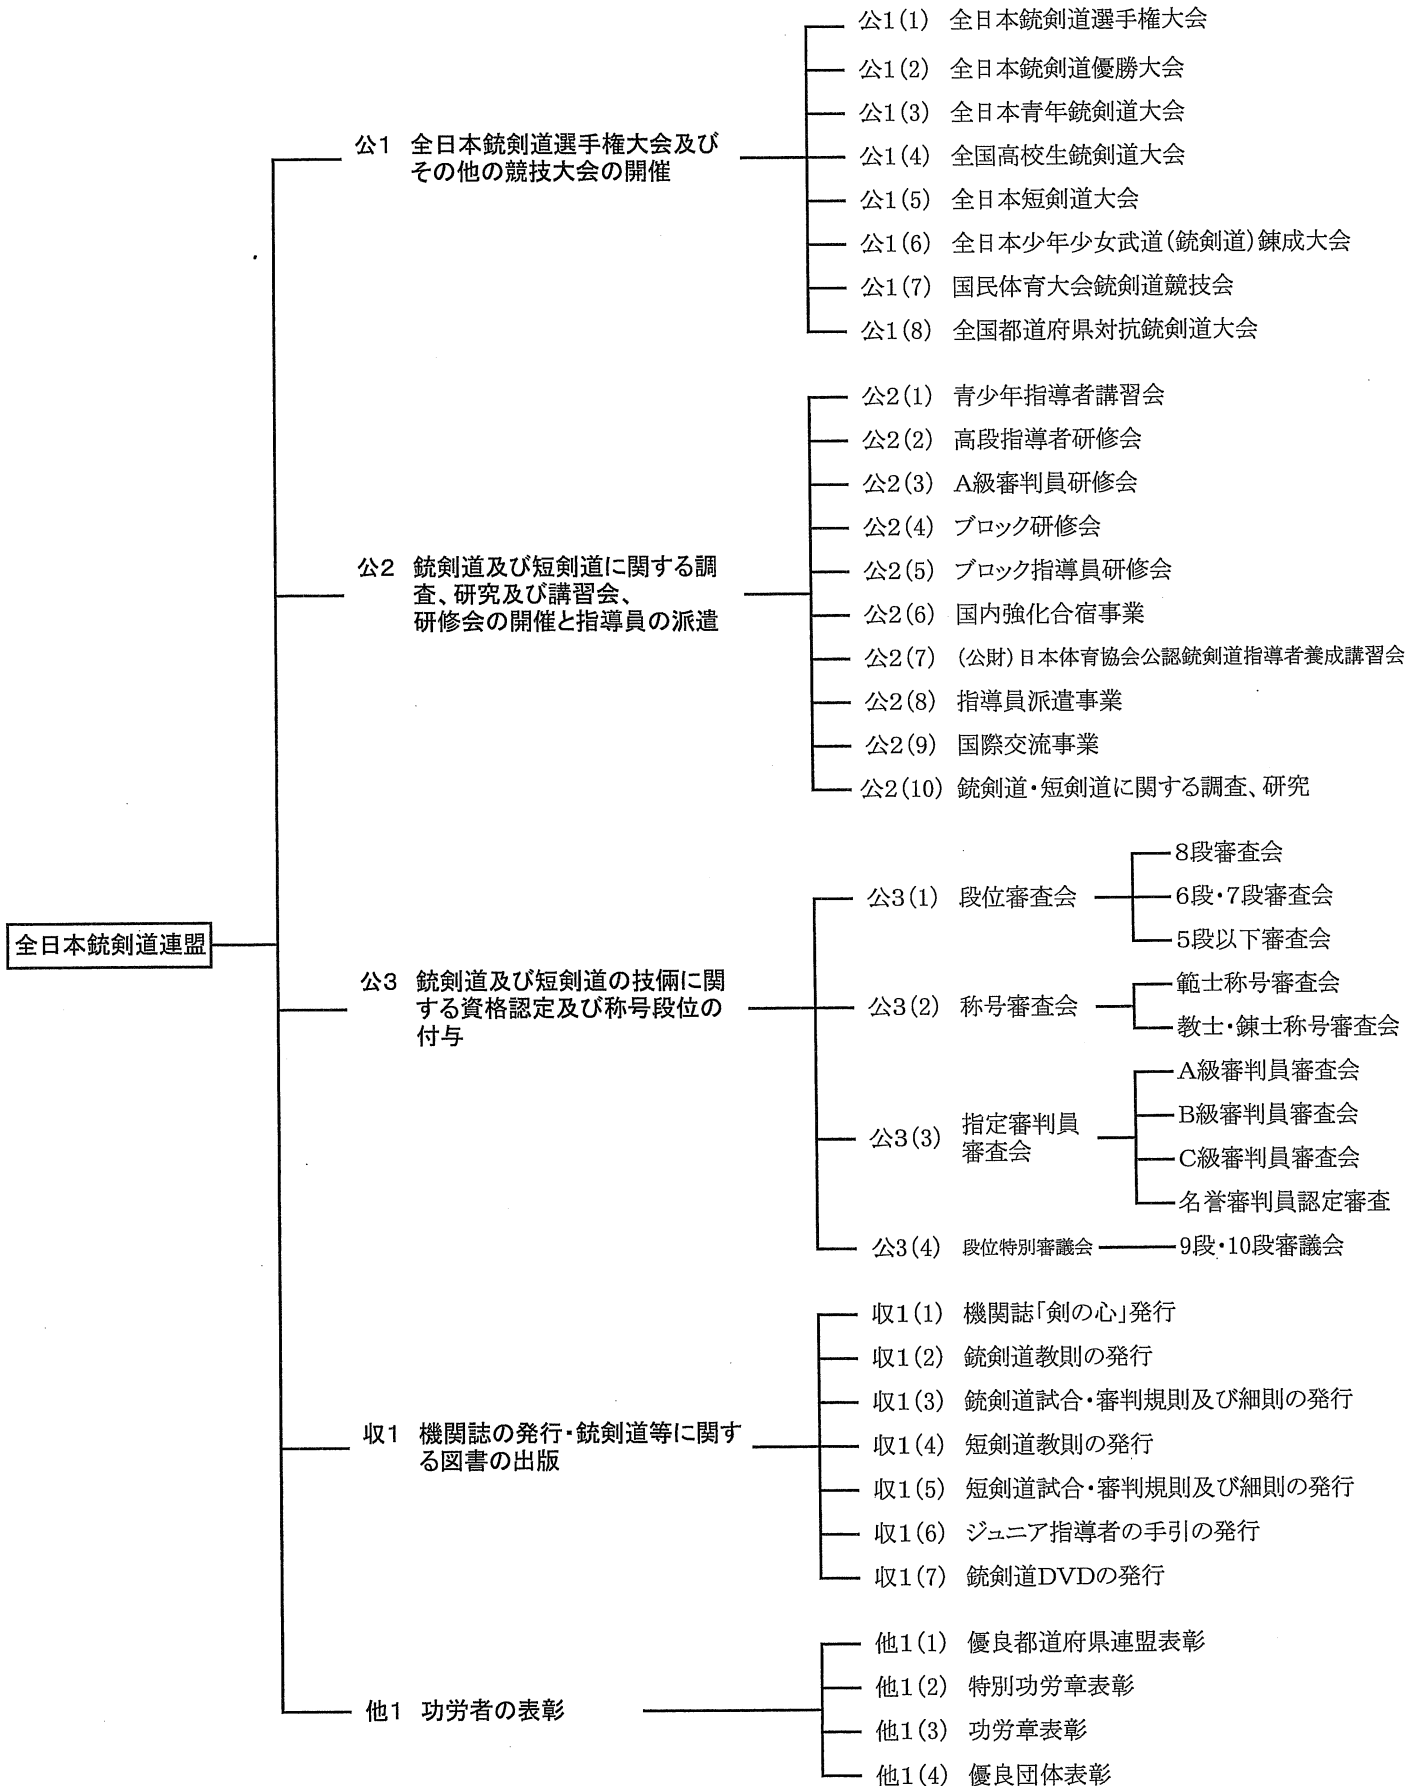 全日本銃剣道連盟
公1 全日本銃剣道選手権大会及び
その他の競技大会の開催
公1(1) 全日本銃剣道選手権大会
公1(2) 全日本銃剣道優勝大会
公1(3) 全日本青年銃剣道大会
公1(4) 全国高校生銃剣道大会
公1(5) 全日本短剣道大会
公1(6) 全日本少年少女武道(銃剣道)錬成大会
公1(7) 国民体育大会銃剣道競技会
公1(8) 全国都道府県対抗銃剣道大会
公2 銃剣道及び短剣道に関する調
査、研究及び講習会、
研修会の開催と指導員の派遣
公2(1) 青少年指導者講習会
公2(2) 高段指導者研修会
公2(3) A級審判員研修会
公2(4) ブロック研修会
公2(5) ブロック指導員研修会
公2(6) 国内強化合宿事業
公2(7) (公財)日本体育協会公認銃剣道指導者養成講習会
公2(8) 指導員派遣事業
公2(9) 国際交流事業
公2(10) 銃剣道・短剣道に関する調査、研究
公3 銃剣道及び短剣道の技倆に関
する資格認定及び称号段位の
付与
公3(1) 段位審査会
8段審査会
6段・7段審査会
5段以下審査会
公3(2) 称号審査会
範士称号審査会
教士・錬士称号審査会
公3(3) 指定審判員
審査会
A級審判員審査会
B級審判員審査会
C級審判員審査会
名誉審判員認定審査
公3(4) 段位特別審議会
9段・10段審議会
収1 機関誌の発行・銃剣道等に関す
る図書の出版
収1(1) 機関誌「剣の心」発行
収1(2) 銃剣道教則の発行
収1(3) 銃剣道試合・審判規則及び細則の発行
収1(4) 短剣道教則の発行
収1(5) 短剣道試合・審判規則及び細則の発行
収1(6) ジュニア指導者の手引の発行
収1(7) 銃剣道DVDの発行
他1 功労者の表彰
他1(1) 優良都道府県連盟表彰
他1(2) 特別功労章表彰
他1(3) 功労章表彰
他1(4) 優良団体表彰